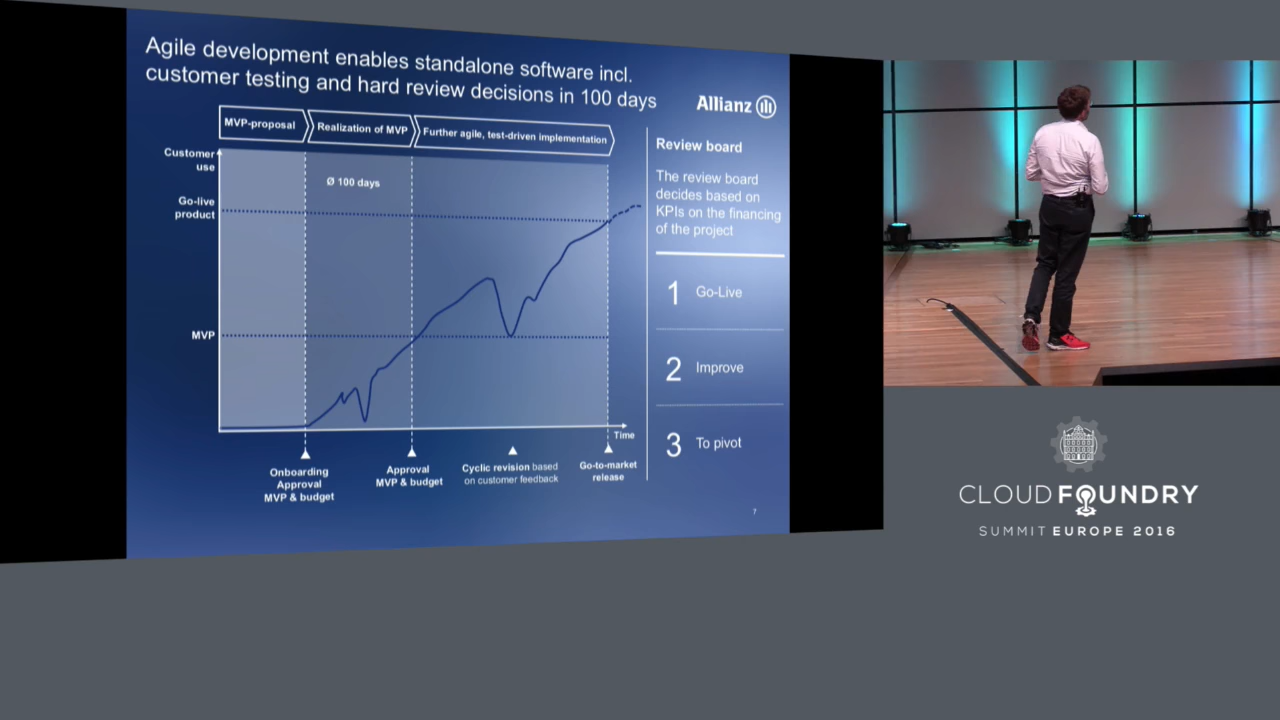 Agile development enables standalone software incl.
customer testing and hard review decisions in 100 days
Allianz
MVP-proposal
Realization of MVP
Further agile, test-driven implementation
Customer
use
Ø 100 days
Go-live
product
MVP
Time
Onboarding
Approval
MVP & budget
Approval
MVP & budget
Cyclic revision based
on customer feedback
Go-to-market
release
Review board
The review board
decides based on
KPIs on the financing
of the project
1 Go-Live
2 Improve
3 To pivot
7
CLOUD FOUNDRY
SUMMIT EUROPE 2016